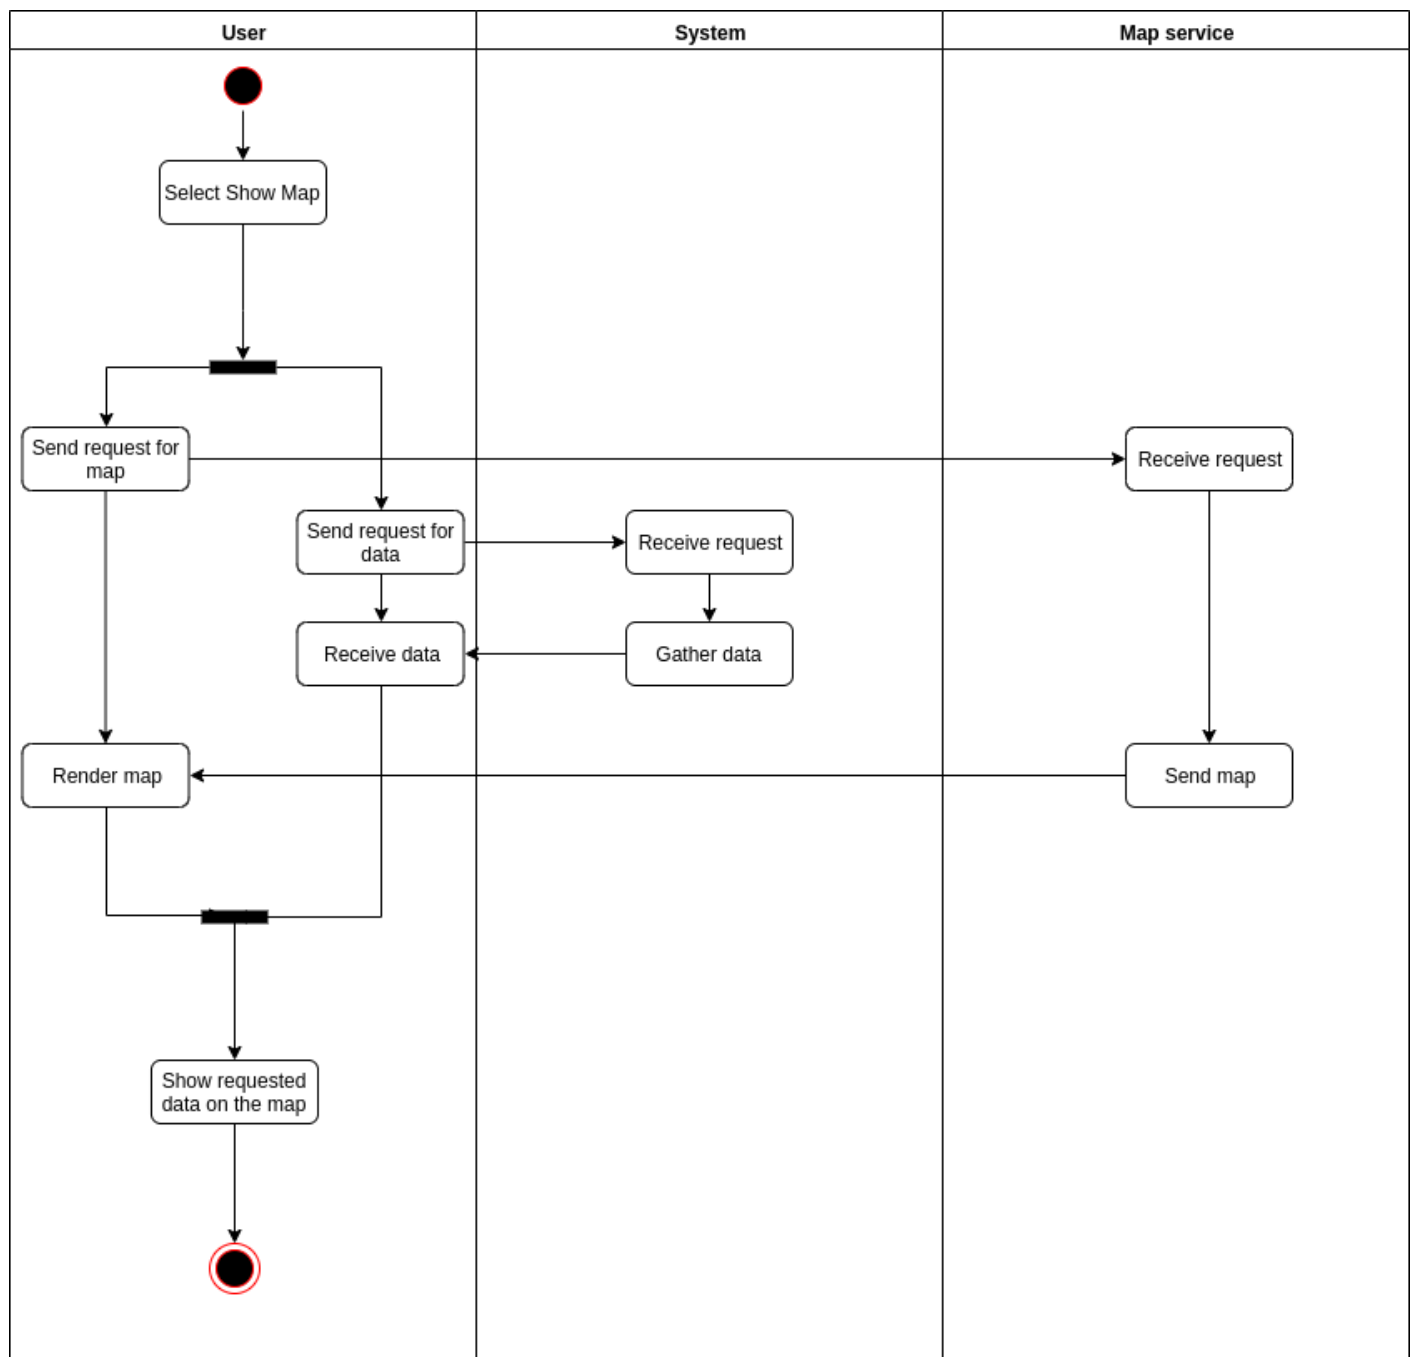 User
System
Map service
Select Show Map
Send request for
map
Receive request
Send request for
data
Receive request
Receive data
Gather data
Render map
Send map
Show requested
data on the map